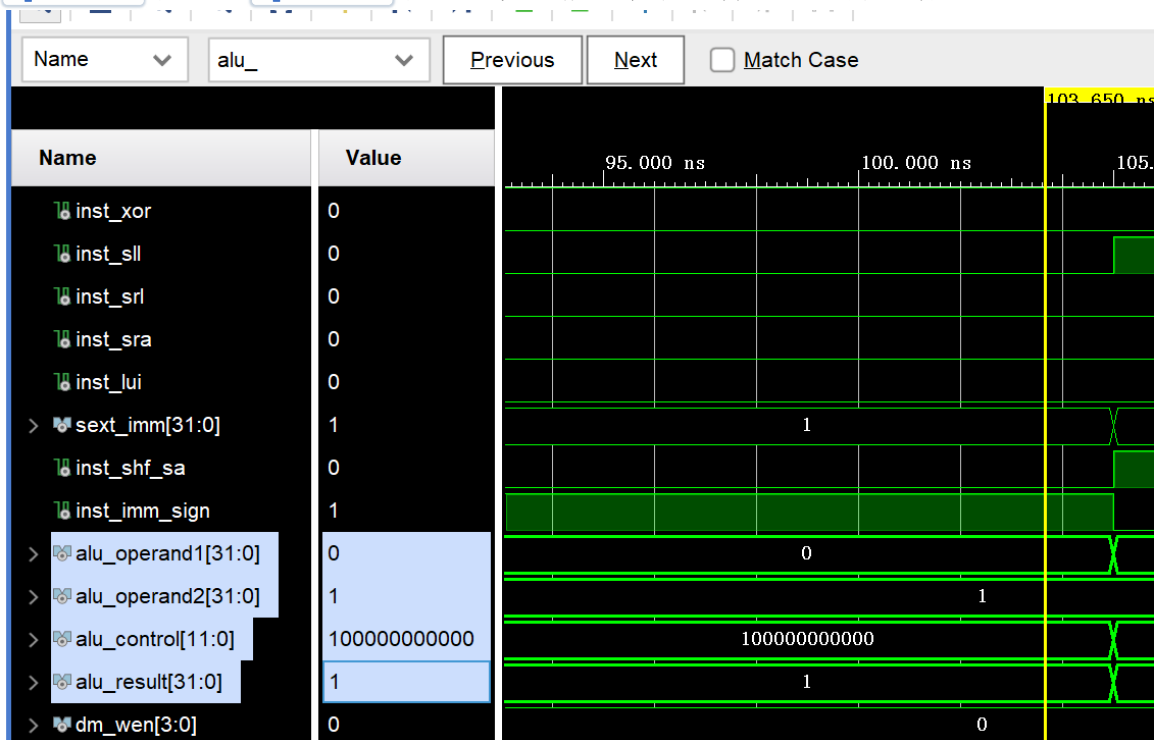 Name alu_ Previous Next Match Case
103.650 ns
Name Value 95.000 ns 100.000 ns 105.
inst_xor 0
inst_sll 0
inst_srl 0
inst_sra 0
inst_lui 0
sext_imm[31:0] 1 1
inst_shf_sa 0
inst_imm_sign 1
alu_operand1[31:0] 0 0
alu_operand2[31:0] 1 1
alu_control[11:0] 100000000000 100000000000
alu_result[31:0] 1 1
dm_wen[3:0] 0 0